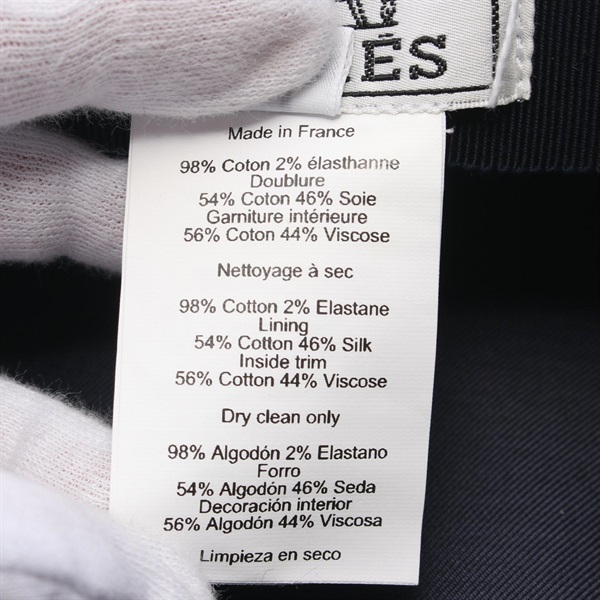 ÈS
Made in France
98% Coton 2% élasthanne
Doublure
54% Coton 46% Soie
Garniture intérieure
56% Coton 44% Viscose
Nettoyage à sec
98% Cotton 2% Elastane
Lining
54% Cotton 46% Silk
Inside trim
56% Cotton 44% Viscose
Dry clean only
98% Algodón 2% Elastano
Forro
54% Algodón 46% Seda
Decoración interior
56% Algodón 44% Viscosa
Limpieza en seco